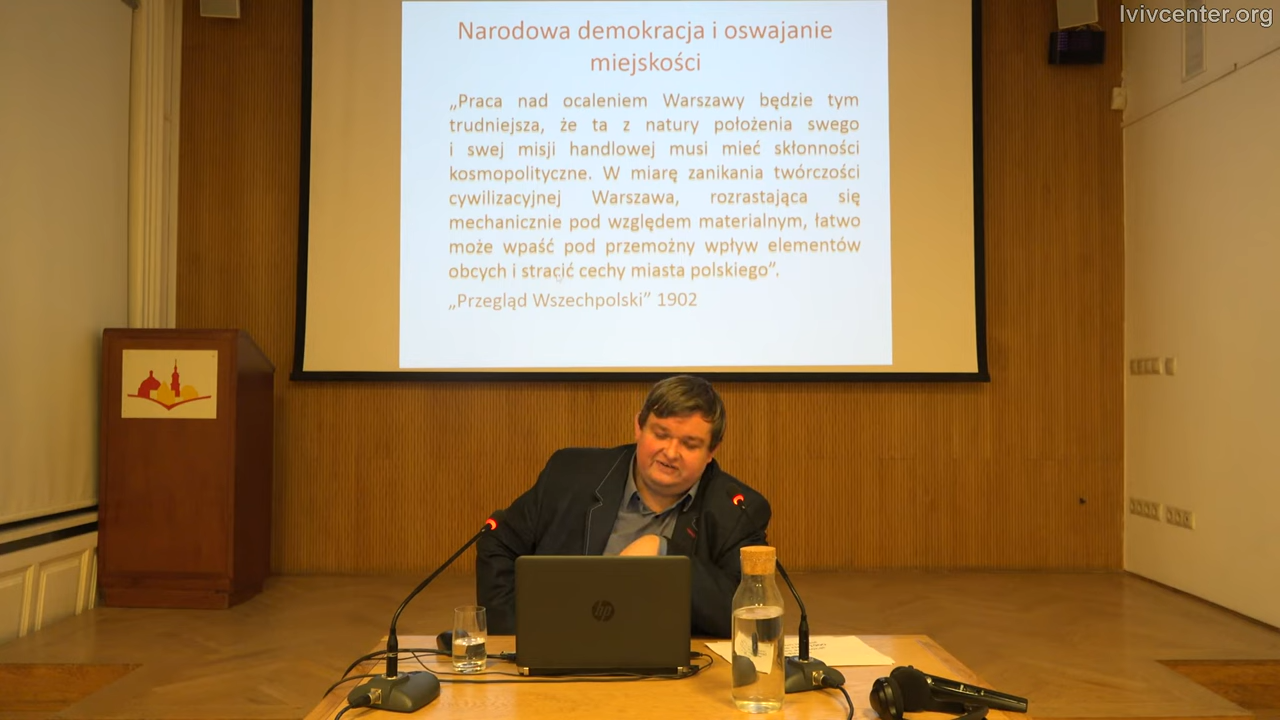 lvivcenter.org
Narodowa demokracja i oswajanie
miejskości
„Praca nad ocaleniem Warszawy będzie tym
trudniejsza, że ta z natury położenia swego
i swej misji handlowej musi mieć skłonności
kosmopolityczne. W miarę zanikania twórczości
cywilizacyjnej Warszawa, rozrastająca się
mechanicznie pod względem materialnym, łatwo
może wpaść pod przemożny wpływ elementów
obcych i stracić cechy miasta polskiego”.
„Przegląd Wszechpolski” 1902
hp